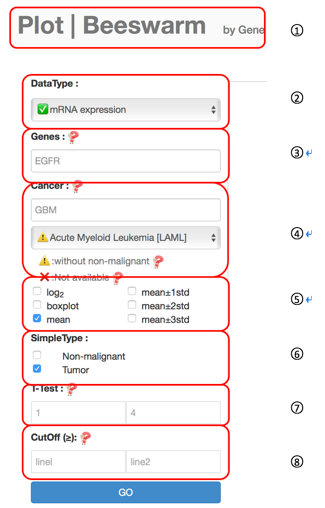 Plot | Beeswarm by Gene ①
DataType : ②
✅ mRNA expression
Genes : ❓ ③
EGFR
Cancer : ❓
GBM
⚠️Acute Myeloid Leukemia [LAML] ④
⚠️:without non-malignant ❓
❌:Not available ❓
log₂ mean±1std ⑤
boxplot mean±2std
mean mean±3std
SimpleType :
Non-malignant ⑥
Tumor
T-Test : ❓
1 4 ⑦
CutOff (≥): ❓
line1 line2 ⑧
GO